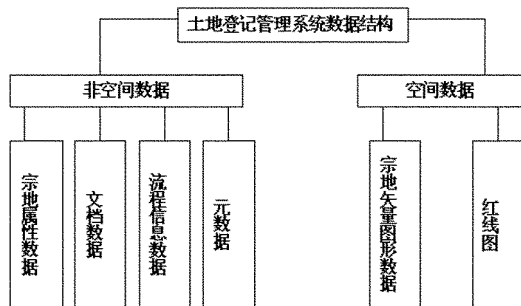 土地登记管理系统数据结构
非空间数据
空间数据
宗地属性数据
文档数据
流程信息数据
元数据
宗地矢量图形数据
红线图